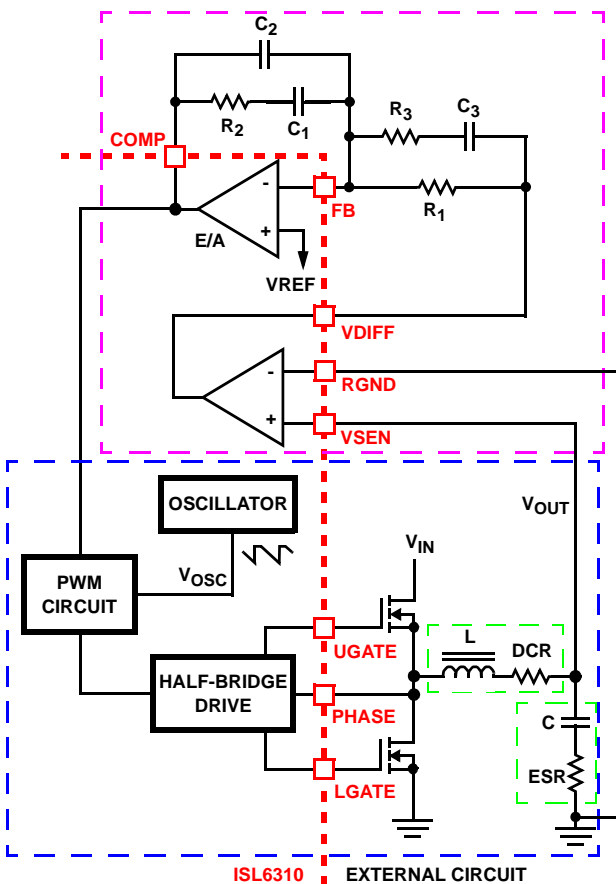 C2
R2
C1
R3
C3
COMP
-
+
E/A
FB
R1
VREF
VDIFF
-
RGND
+
VSEN
OSCILLATOR
VOUT
VIN
PWM
CIRCUIT
VOSC
UGATE
L
DCR
HALF-BRIDGE
DRIVE
PHASE
C
ESR
LGATE
ISL6310
EXTERNAL CIRCUIT